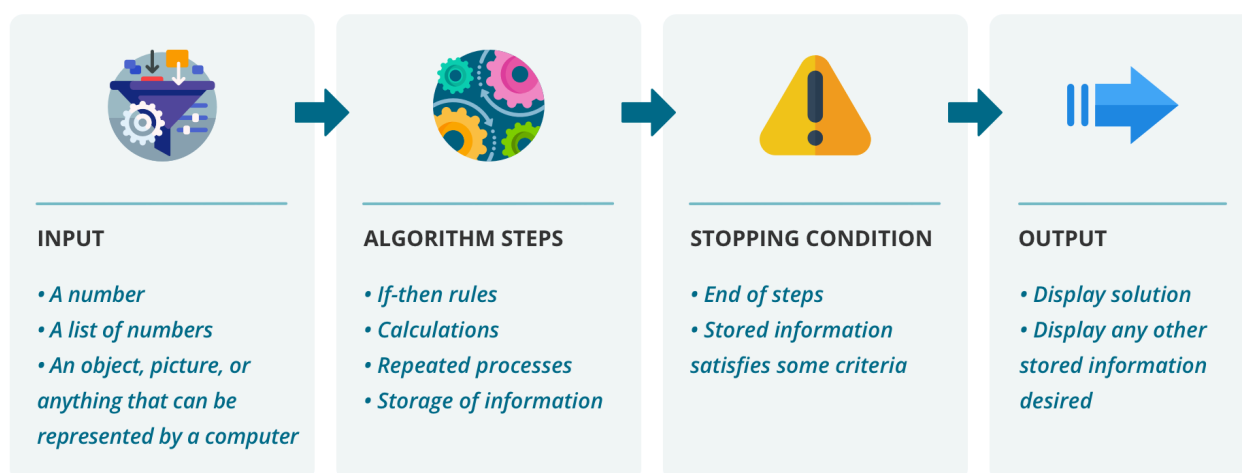 INPUT
• A number
• A list of numbers
• An object, picture, or
anything that can be
represented by a computer
ALGORITHM STEPS
• If-then rules
• Calculations
• Repeated processes
• Storage of information
STOPPING CONDITION
• End of steps
• Stored information
satisfies some criteria
OUTPUT
• Display solution
• Display any other
stored information
desired